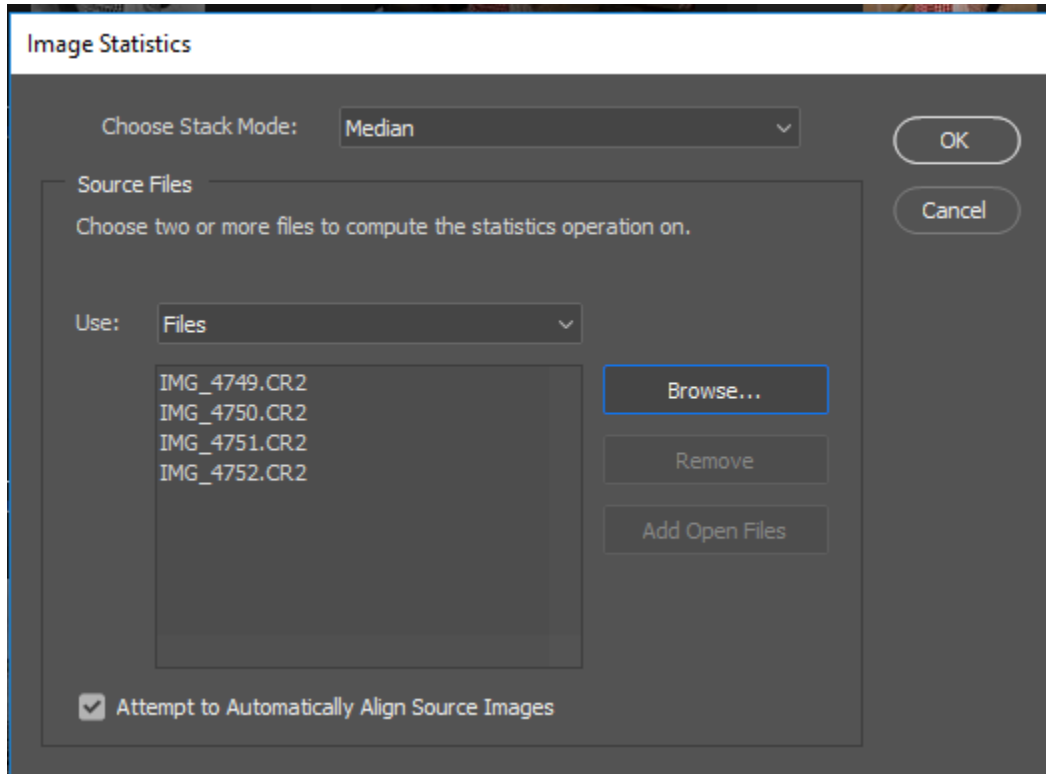 Image Statistics
Choose Stack Mode: Median
OK
Source Files
Cancel
Choose two or more files to compute the statistics operation on.
Use: Files
IMG_4749.CR2
Browse...
IMG_4750.CR2
IMG_4751.CR2
Remove
IMG_4752.CR2
Add Open Files
Attempt to Automatically Align Source Images